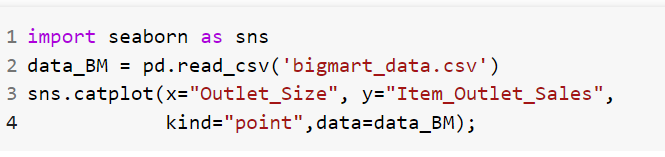 1 import seaborn as sns
2 data_BM = pd.read_csv('bigmart_data.csv')
3 sns.catplot(x="Outlet_Size", y="Item_Outlet_Sales",
4             kind="point",data=data_BM);